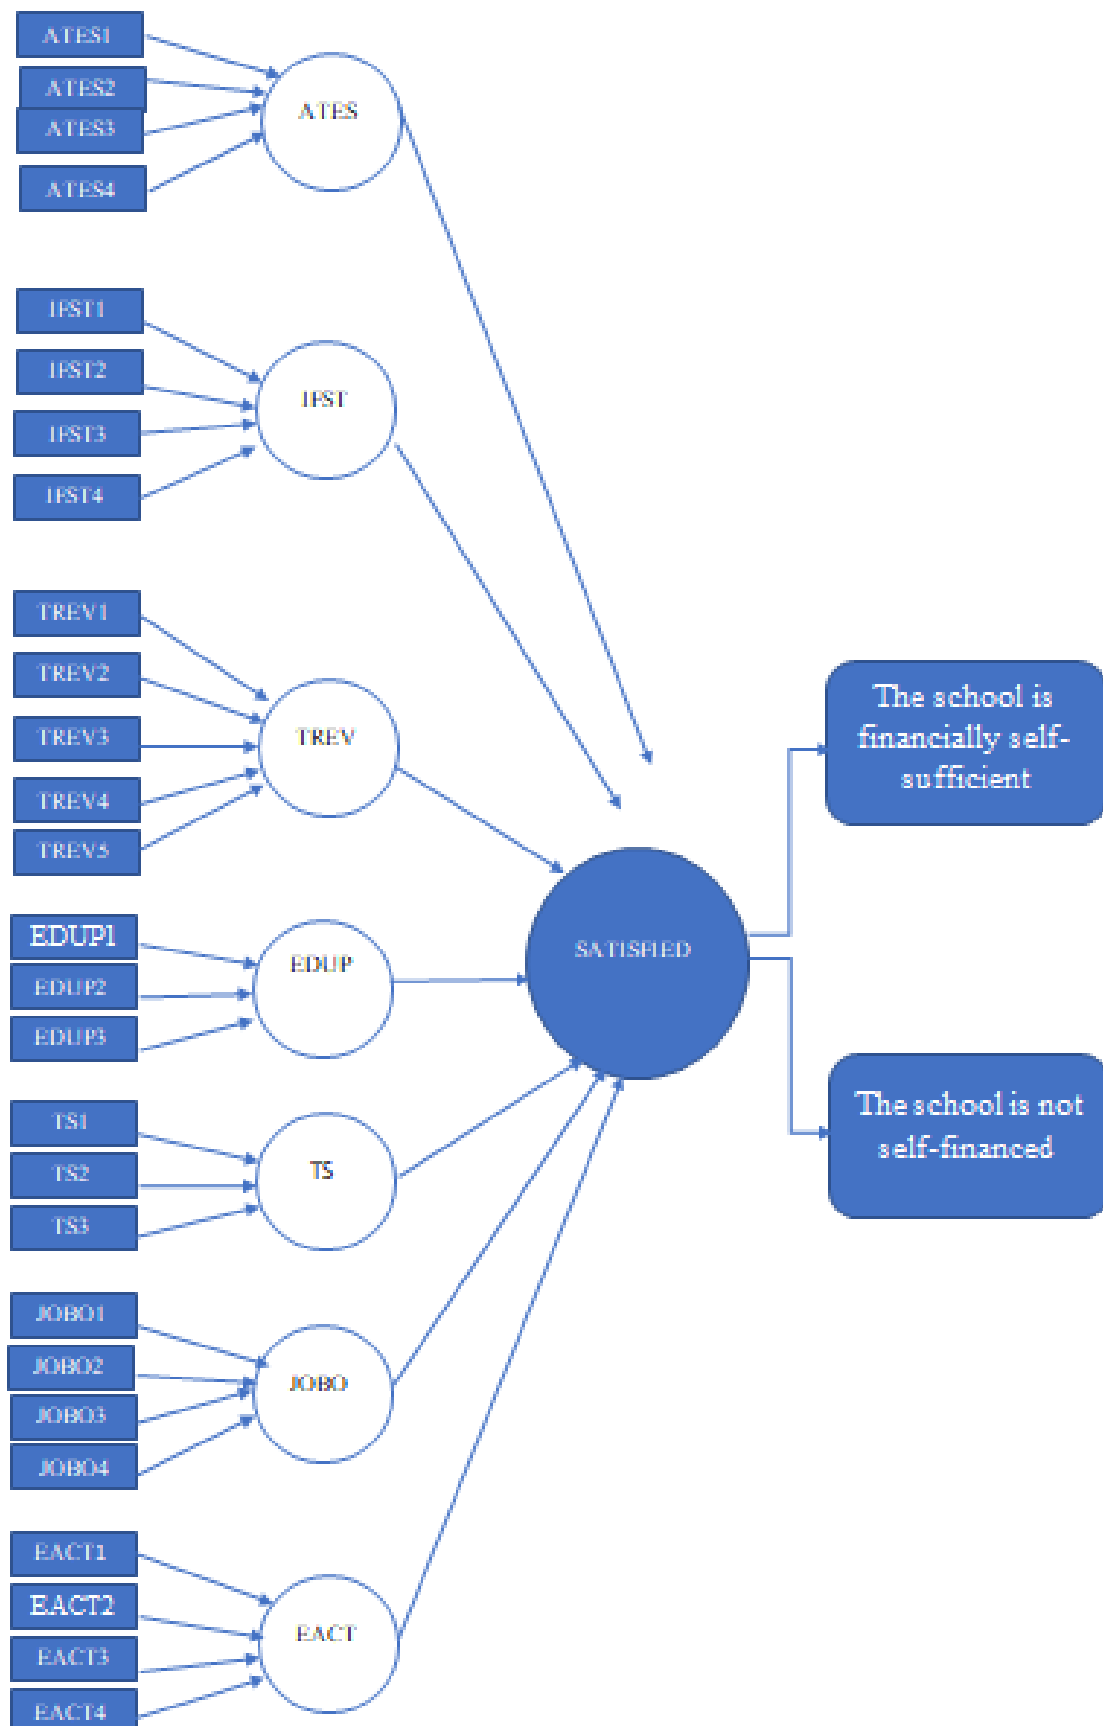 ATES1
ATES2
ATES3
ATES4
ATES
IFST1
IFST2
IFST3
IFST4
IFST
TREV1
TREV2
TREV3
TREV4
TREV5
TREV
EDUP1
EDUP2
EDUP3
EDUP
TS1
TS2
TS3
TS
JOBO1
JOBO2
JOBO3
JOBO4
JOBO
EACT1
EACT2
EACT3
EACT4
EACT
SATISFIED
The school is
financially self-
sufficient
The school is not
self-financed